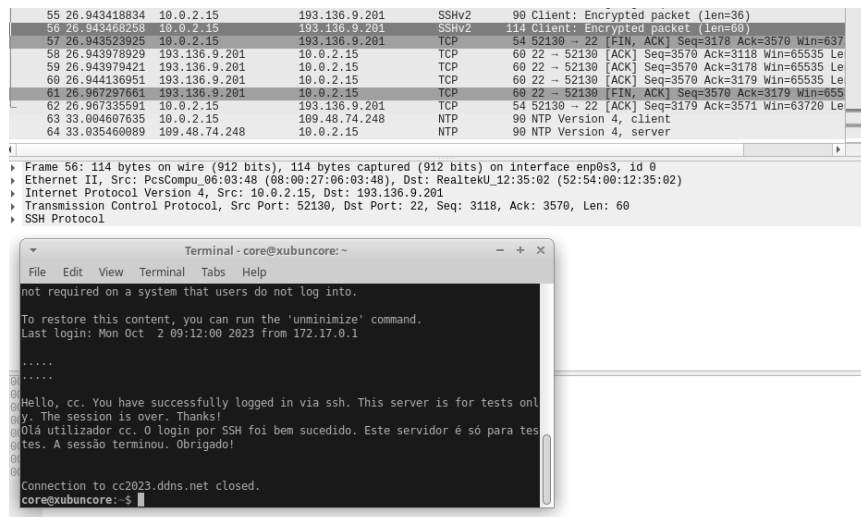 55 26.943418834 10.0.2.15 193.136.9.201 SSHv2 90 Client: Encrypted packet (len=36)
56 26.943468258 10.0.2.15 193.136.9.201 SSHv2 114 Client: Encrypted packet (len=60)
57 26.943523925 10.0.2.15 193.136.9.201 TCP 54 52130 → 22 [FIN, ACK] Seq=3178 Ack=3570 Win=637
58 26.943978929 193.136.9.201 10.0.2.15 TCP 60 22 → 52130 [ACK] Seq=3570 Ack=3118 Win=65535 Le
59 26.943979421 193.136.9.201 10.0.2.15 TCP 60 22 → 52130 [ACK] Seq=3570 Ack=3178 Win=65535 Le
60 26.944136951 193.136.9.201 10.0.2.15 TCP 60 22 → 52130 [ACK] Seq=3570 Ack=3179 Win=65535 Le
61 26.967297661 193.136.9.201 10.0.2.15 TCP 60 22 → 52130 [FIN, ACK] Seq=3570 Ack=3179 Win=655
62 26.967335591 10.0.2.15 193.136.9.201 TCP 54 52130 → 22 [ACK] Seq=3179 Ack=3571 Win=63720 Le
63 33.004607635 10.0.2.15 109.48.74.248 NTP 90 NTP Version 4, client
64 33.035460089 109.48.74.248 10.0.2.15 NTP 90 NTP Version 4, server
Frame 56: 114 bytes on wire (912 bits), 114 bytes captured (912 bits) on interface enp0s3, id 0
Ethernet II, Src: PcsCompu_06:03:48 (08:00:27:06:03:48), Dst: RealtekU_12:35:02 (52:54:00:12:35:02)
Internet Protocol Version 4, Src: 10.0.2.15, Dst: 193.136.9.201
Transmission Control Protocol, Src Port: 52130, Dst Port: 22, Seq: 3118, Ack: 3570, Len: 60
SSH Protocol
Terminal - core@xubuncore: ~
File Edit View Terminal Tabs Help
not required on a system that users do not log into.
To restore this content, you can run the 'unminimize' command.
Last login: Mon Oct  2 09:12:00 2023 from 172.17.0.1
.....
.....
Hello, cc. You have successfully logged in via ssh. This server is for tests onl
y. The session is over. Thanks!
Olá utilizador cc. O login por SSH foi bem sucedido. Este servidor é só para tes
tes. A sessão terminou. Obrigado!
Connection to cc2023.ddns.net closed.
core@xubuncore:~$